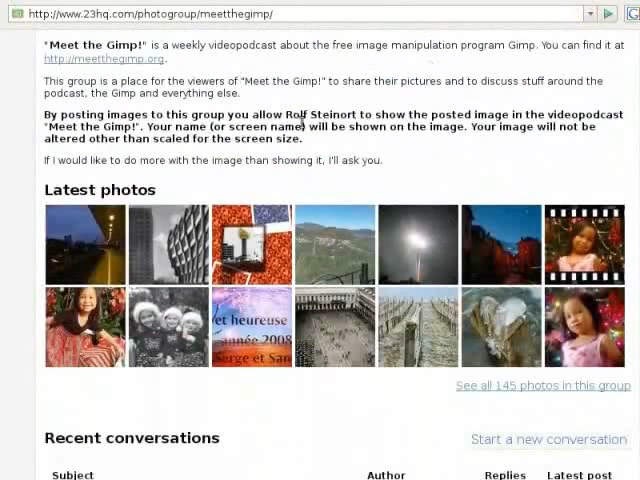 http://www.23hq.com/photogroup/meetthegimp/
"Meet the Gimp!" is a weekly videopodcast about the free image manipulation program Gimp. You can find it at
http://meetthegimp.org.
This group is a place for the viewers of "Meet the Gimp!" to share their pictures and to discuss stuff around the
podcast, the Gimp and everything else.
By posting images to this group you allow Rolf Steinort to show the posted image in the videopodcast
"Meet the Gimp!". Your name (or screen name) will be shown on the image. Your image will not be
altered other than scaled for the screen size.
If I would like to do more with the image than showing it, I'll ask you.
Latest photos
et heureuse
année 2008
Serge et San
See all 145 photos in this group
Recent conversations
Start a new conversation
Subject Author Replies Latest post